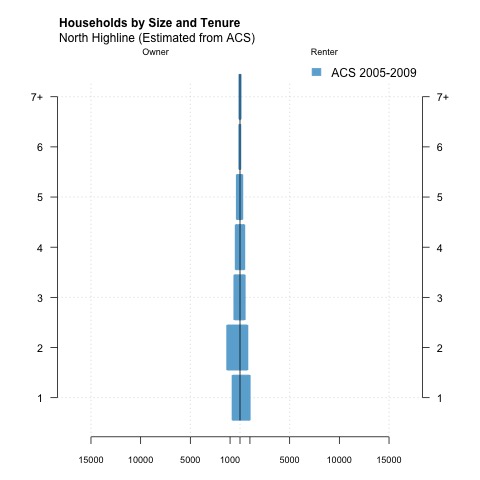 Households by Size and Tenure
North Highline (Estimated from ACS)
Owner Renter
ACS 2005-2009
7+ 7+
6 6
5 5
4 4
3 3
2 2
1 1
15000 10000 5000 1000 5000 10000 15000